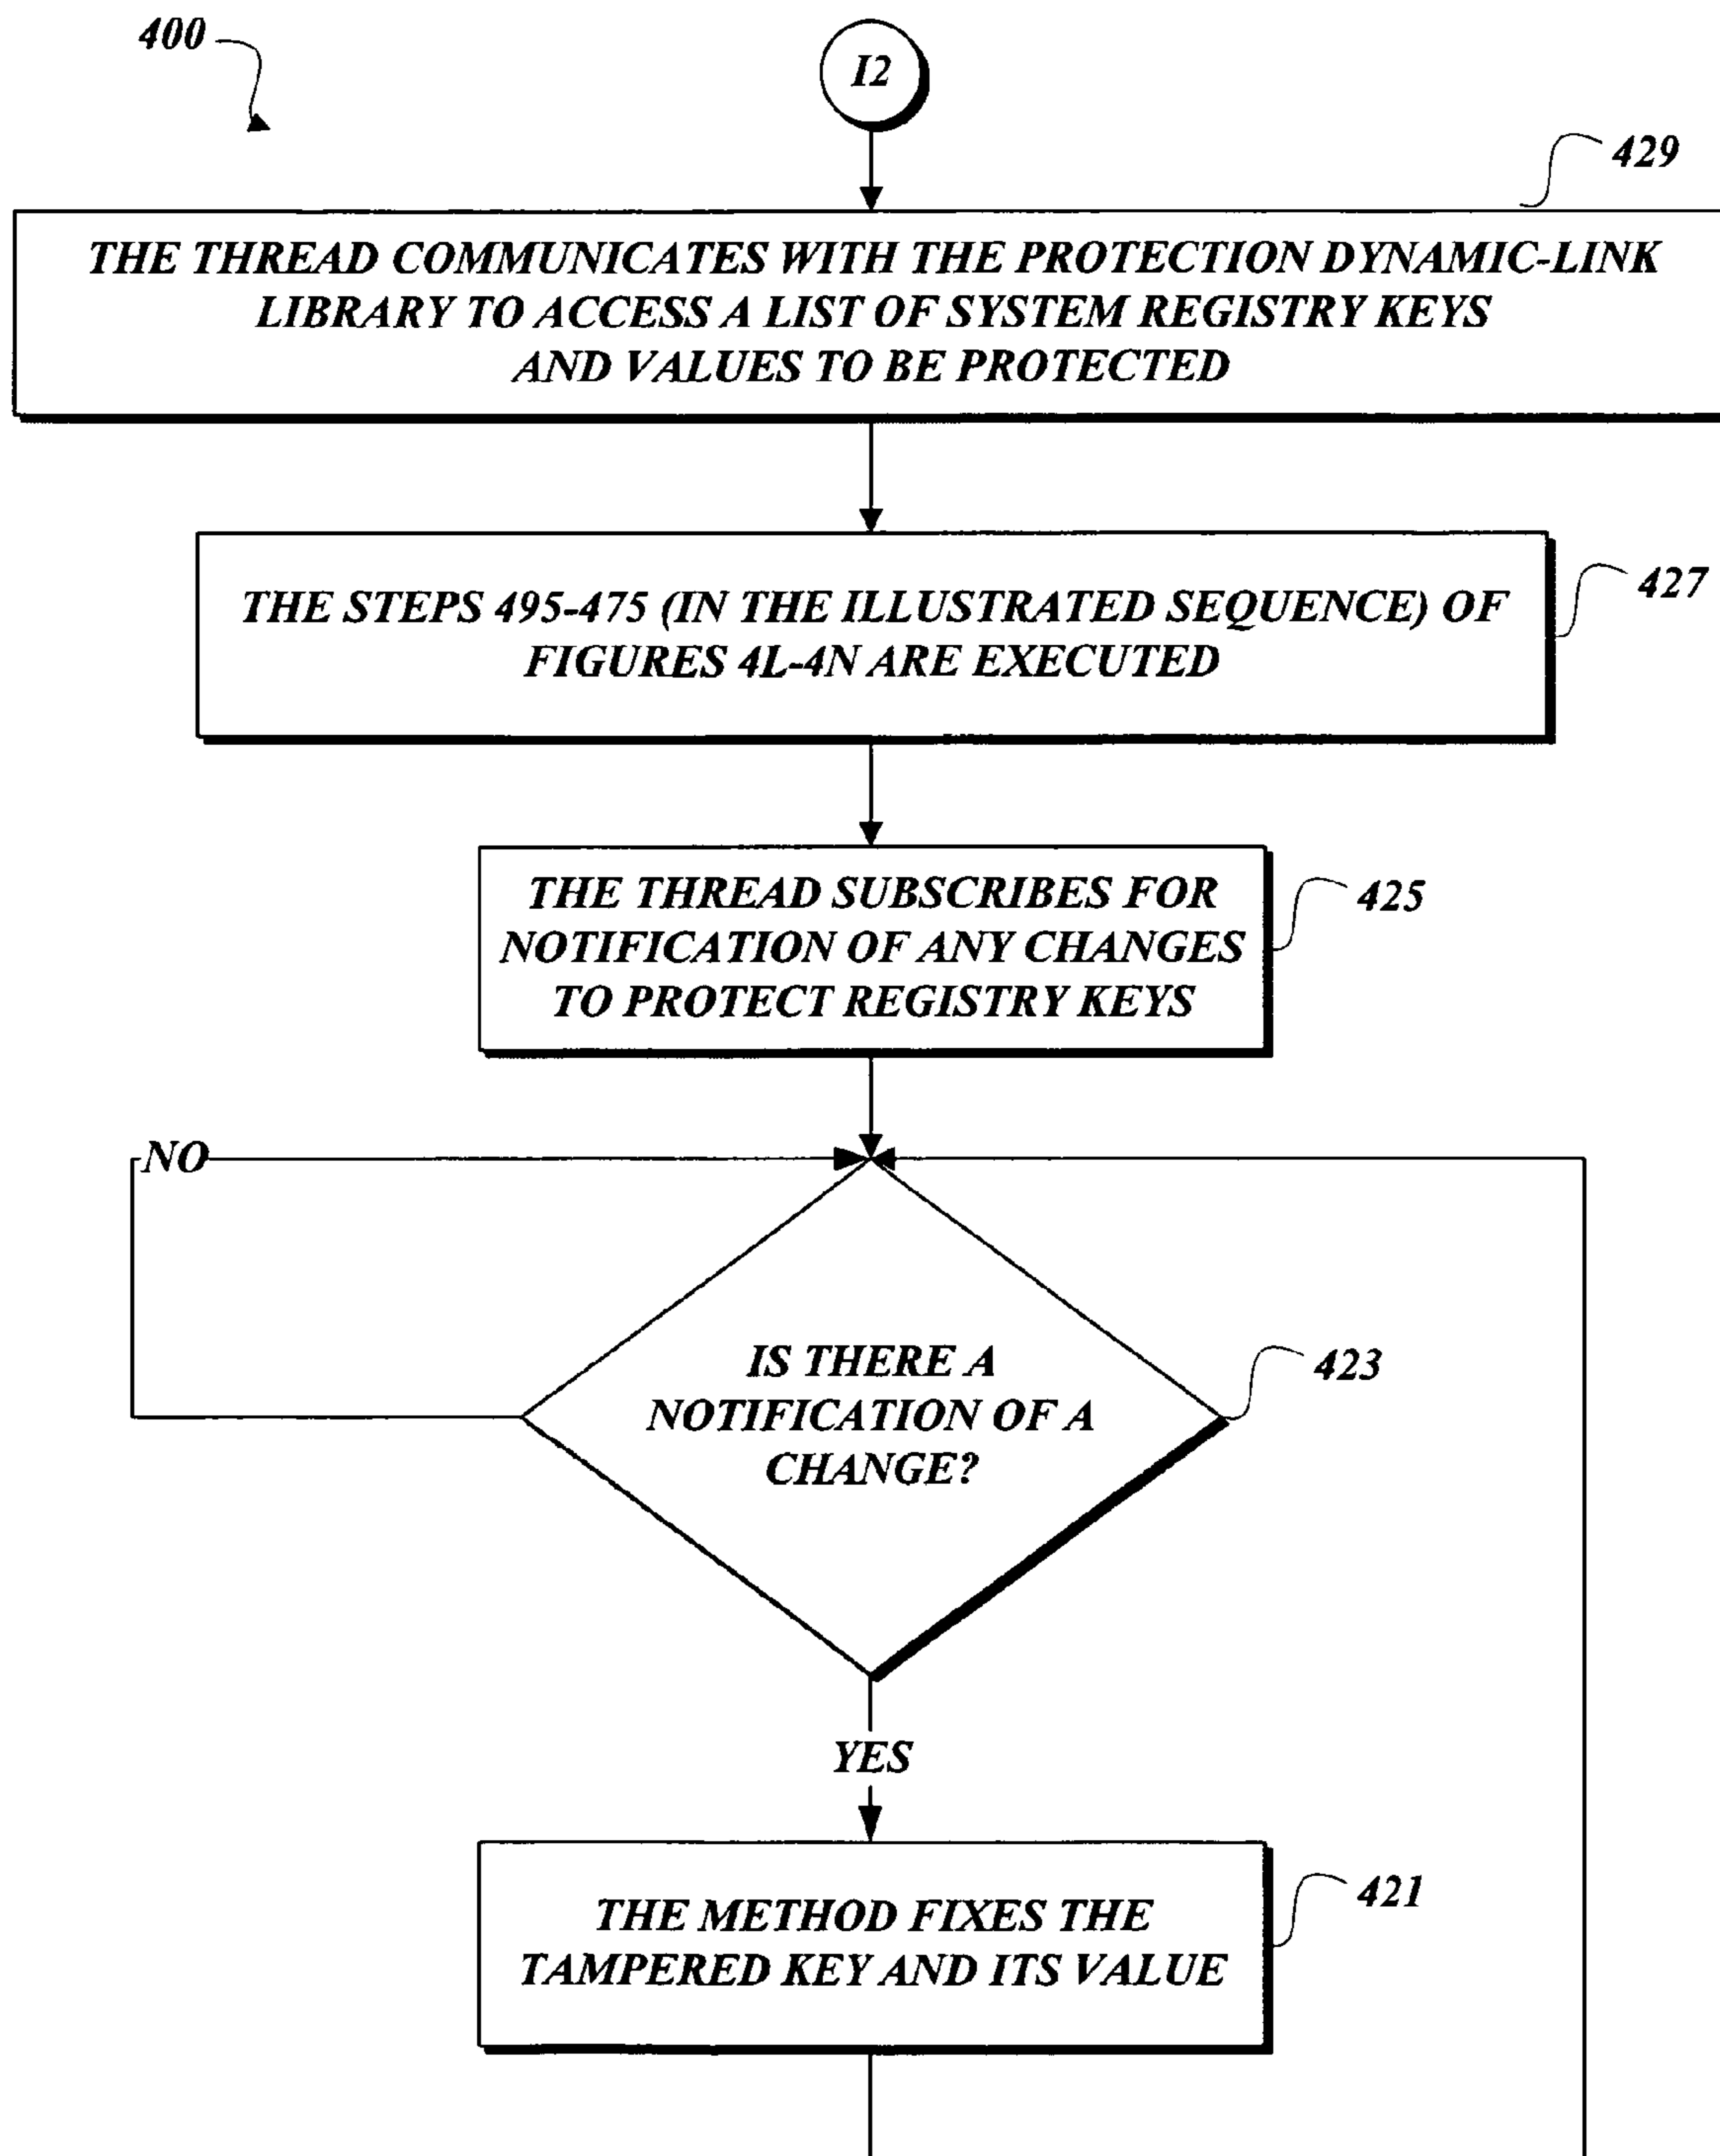 400
I2
429
THE THREAD COMMUNICATES WITH THE PROTECTION DYNAMIC-LINK
LIBRARY TO ACCESS A LIST OF SYSTEM REGISTRY KEYS
AND VALUES TO BE PROTECTED
427
THE STEPS 495-475 (IN THE ILLUSTRATED SEQUENCE) OF
FIGURES 4L-4N ARE EXECUTED
425
THE THREAD SUBSCRIBES FOR
NOTIFICATION OF ANY CHANGES
TO PROTECT REGISTRY KEYS
NO
423
IS THERE A
NOTIFICATION OF A
CHANGE?
YES
421
THE METHOD FIXES THE
TAMPERED KEY AND ITS VALUE